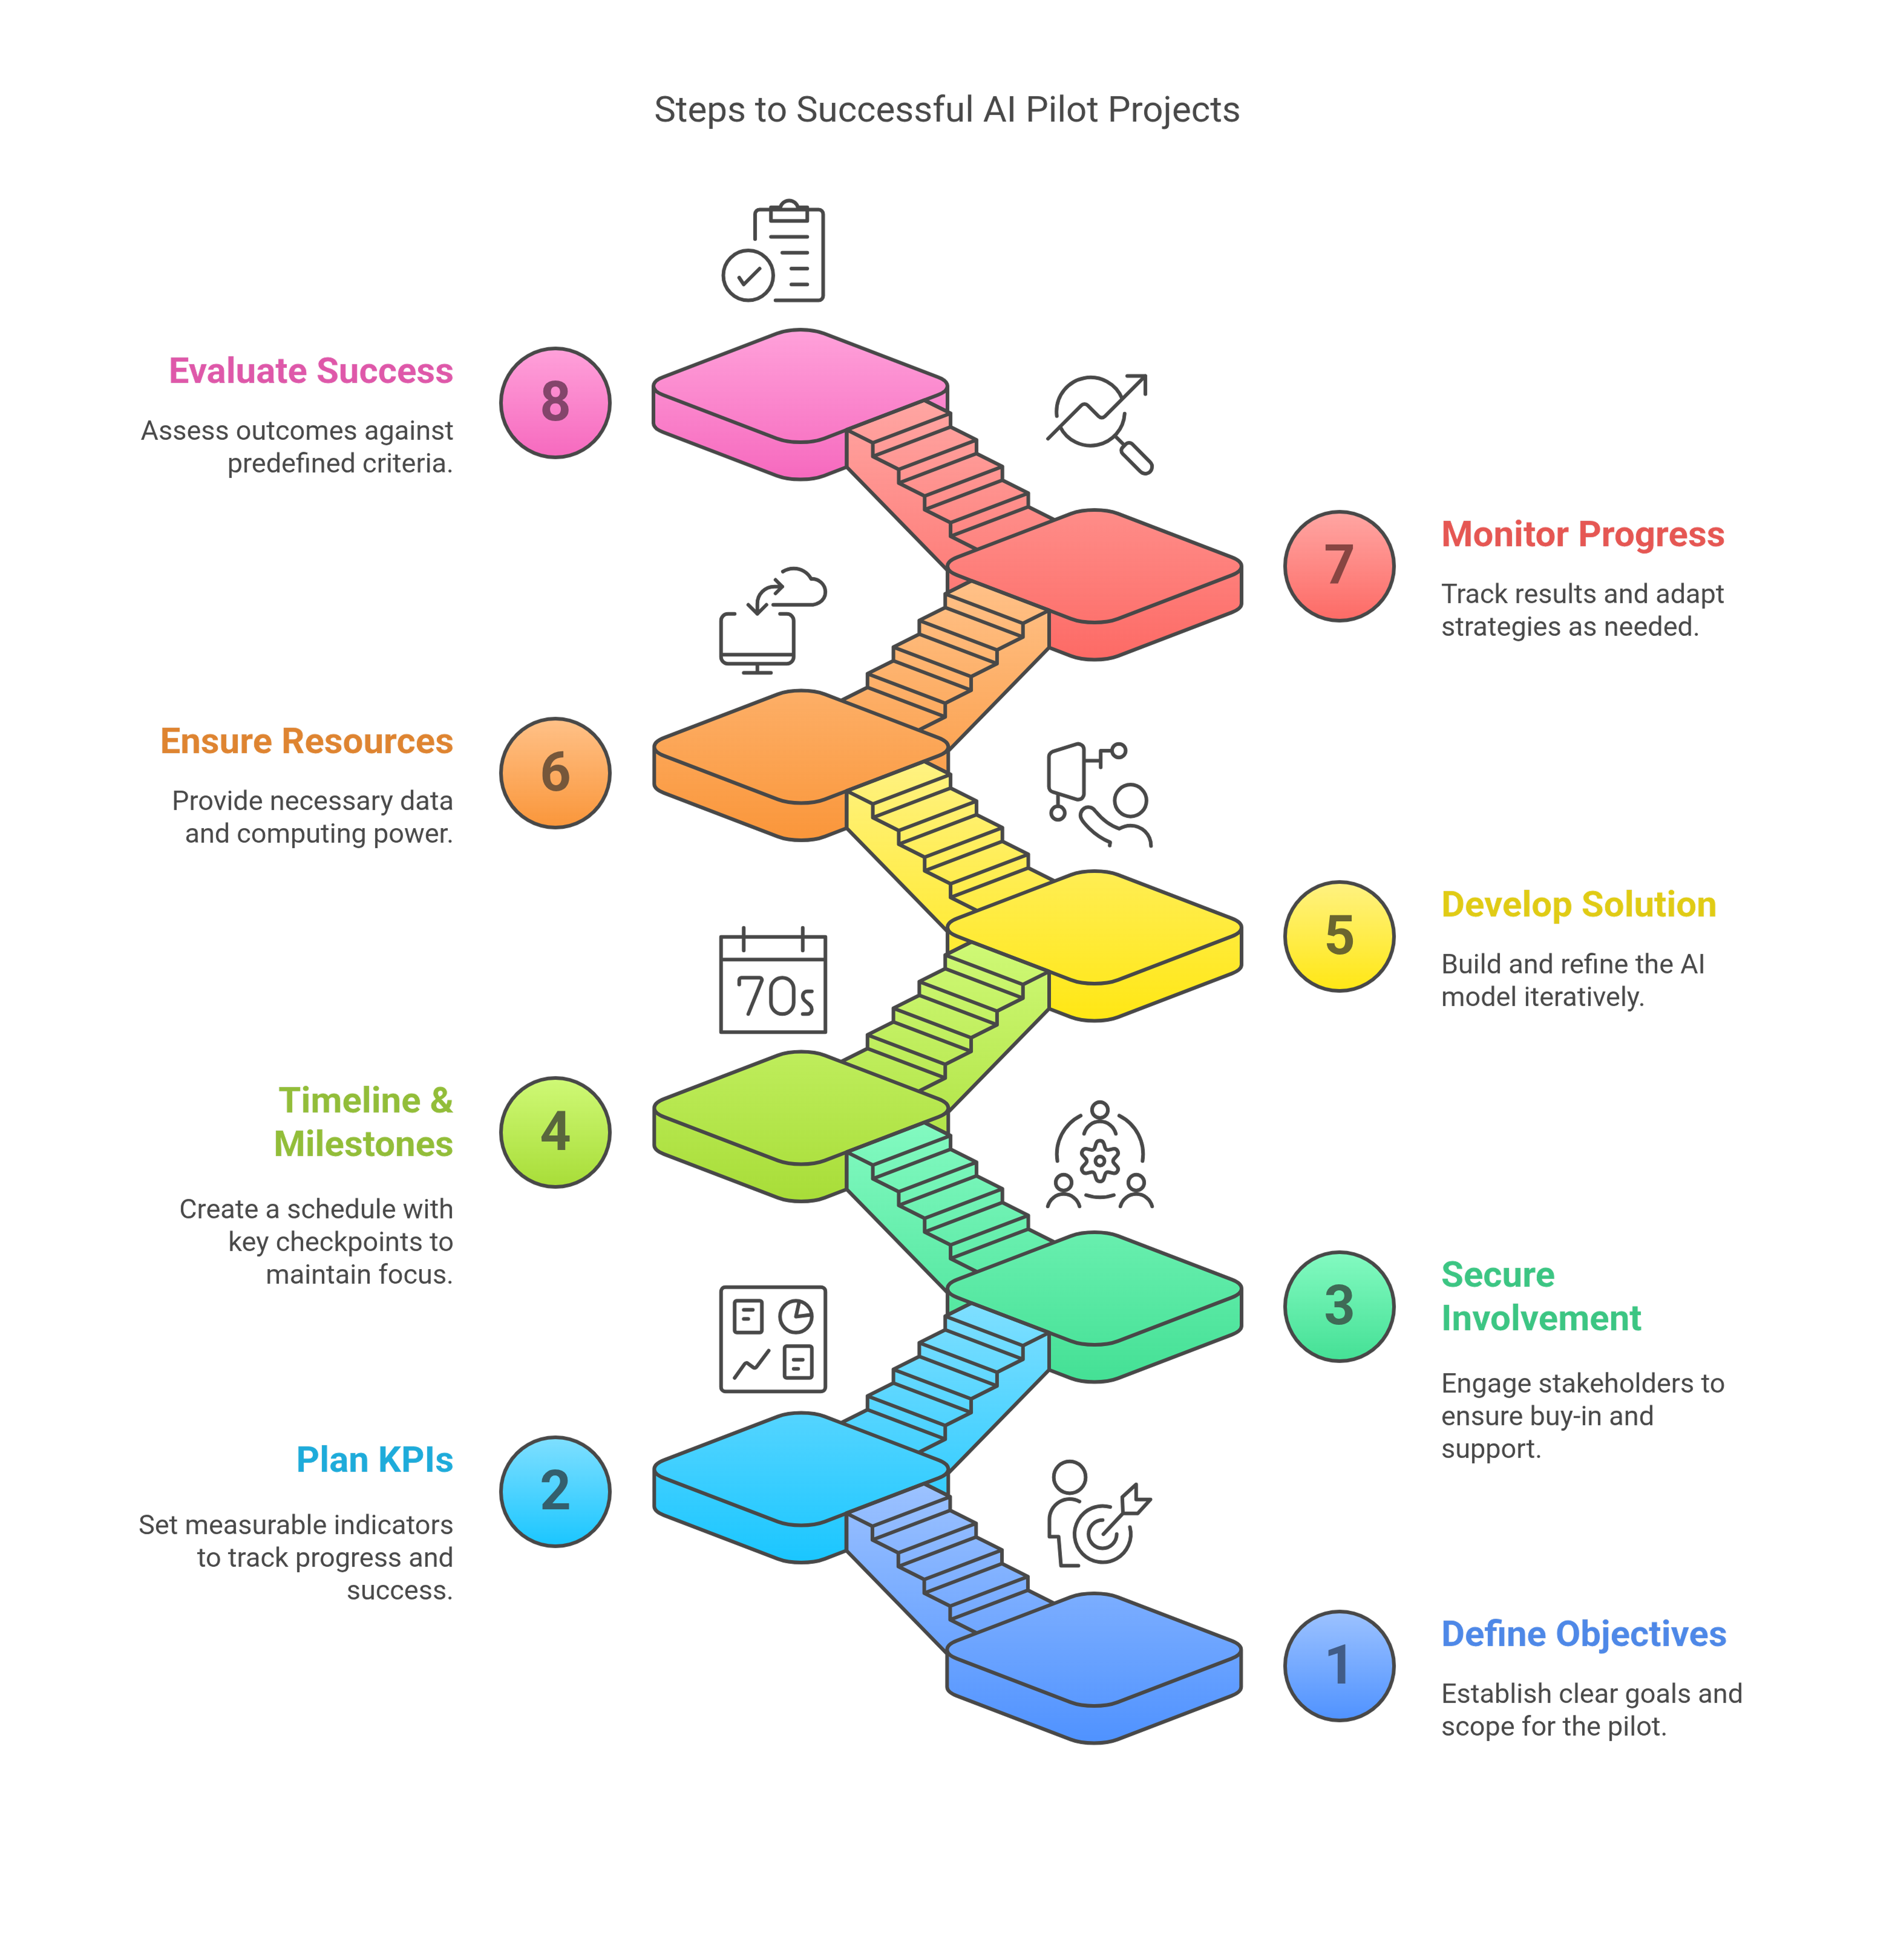 Steps to Successful AI Pilot Projects
Evaluate Success
8
Assess outcomes against
predefined criteria.
7
Monitor Progress
Track results and adapt
strategies as needed.
Ensure Resources
6
Provide necessary data
and computing power.
5
Develop Solution
Build and refine the AI
model iteratively.
70s
Timeline &
Milestones
4
Create a schedule with
key checkpoints to
maintain focus.
3
Secure
Involvement
Engage stakeholders to
ensure buy-in and
support.
Plan KPIs
2
Set measurable indicators
to track progress and
success.
1
Define Objectives
Establish clear goals and
scope for the pilot.